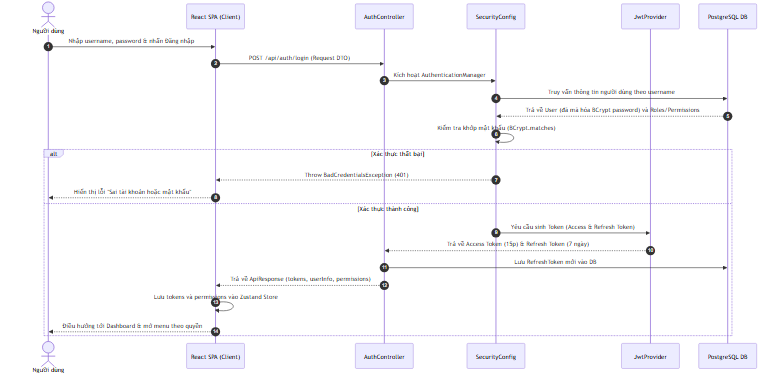 React SPA (Client)
AuthController
SecurityConfig
JwtProvider
PostgreSQL DB
Người dùng
1
Nhập username, password & nhấn Đăng nhập
2
POST /api/auth/login (Request DTO)
3
Kích hoạt AuthenticationManager
4
Truy vấn thông tin người dùng theo username
5
Trả về User (đã mã hóa BCrypt password) và Roles/Permissions
6
Kiểm tra khớp mật khẩu (BCrypt.matches)
alt
[Xác thực thất bại]
7
Throw BadCredentialsException (401)
8
Hiển thị lỗi "Sai tài khoản hoặc mật khẩu"
[Xác thực thành công]
9
Yêu cầu sinh Token (Access & Refresh Token)
10
Trả về Access Token (15p) & Refresh Token (7 ngày)
11
Lưu RefreshToken mới vào DB
12
Trả về ApiResponse (tokens, userInfo, permissions)
13
Lưu tokens và permissions vào Zustand Store
14
Điều hướng tới Dashboard & mở menu theo quyền
React SPA (Client)
AuthController
SecurityConfig
JwtProvider
PostgreSQL DB
Người dùng